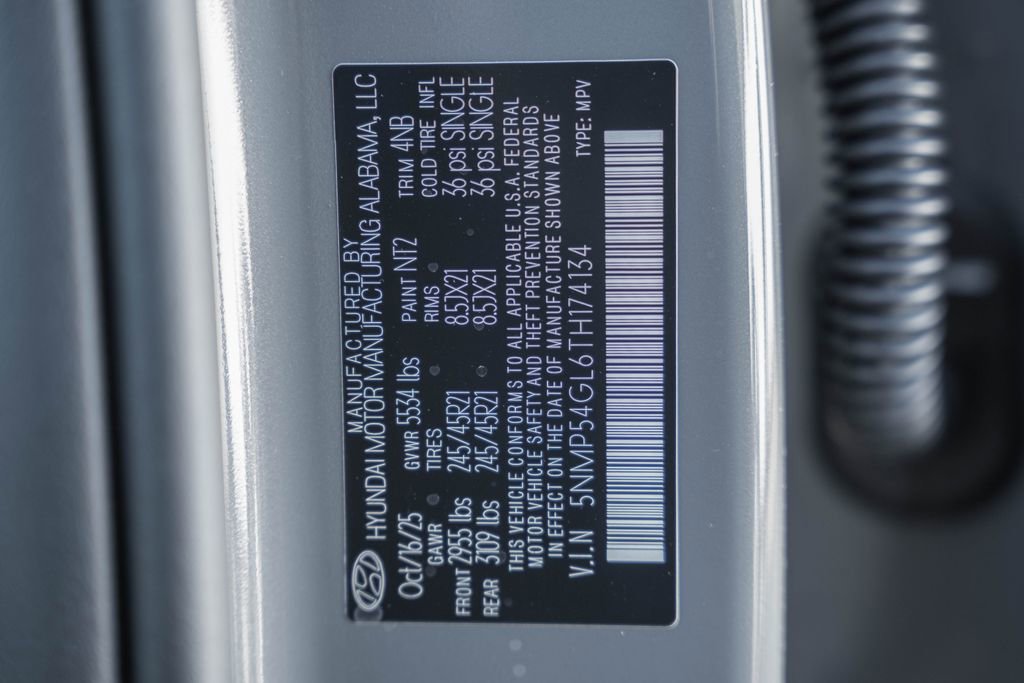 MANUFACTURED BY
HYUNDAI MOTOR MANUFACTURING ALABAMA, LLC
Oct/16/25 GVWR 5534 lbs PAINT NT2 TRIM 4NB
GAWR TIRES RIMS COLD TIRE INFL
FRONT 2955 lbs 245/45R21 8.5JX21 36 psi SINGLE
REAR 3109 lbs 245/45R21 8.5JX21 36 psi SINGLE
THIS VEHICLE CONFORMS TO ALL APPLICABLE U.S.A. FEDERAL
MOTOR VEHICLE SAFETY AND THEFT PREVENTION STANDARDS
IN EFFECT ON THE DATE OF MANUFACTURE SHOWN ABOVE
V.I.N 5NMP54GL6TH174134 TYPE: MPV